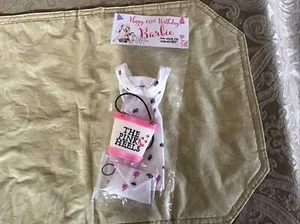 Happy 60th Birthday
Barbie
THE
PINK
HEELS